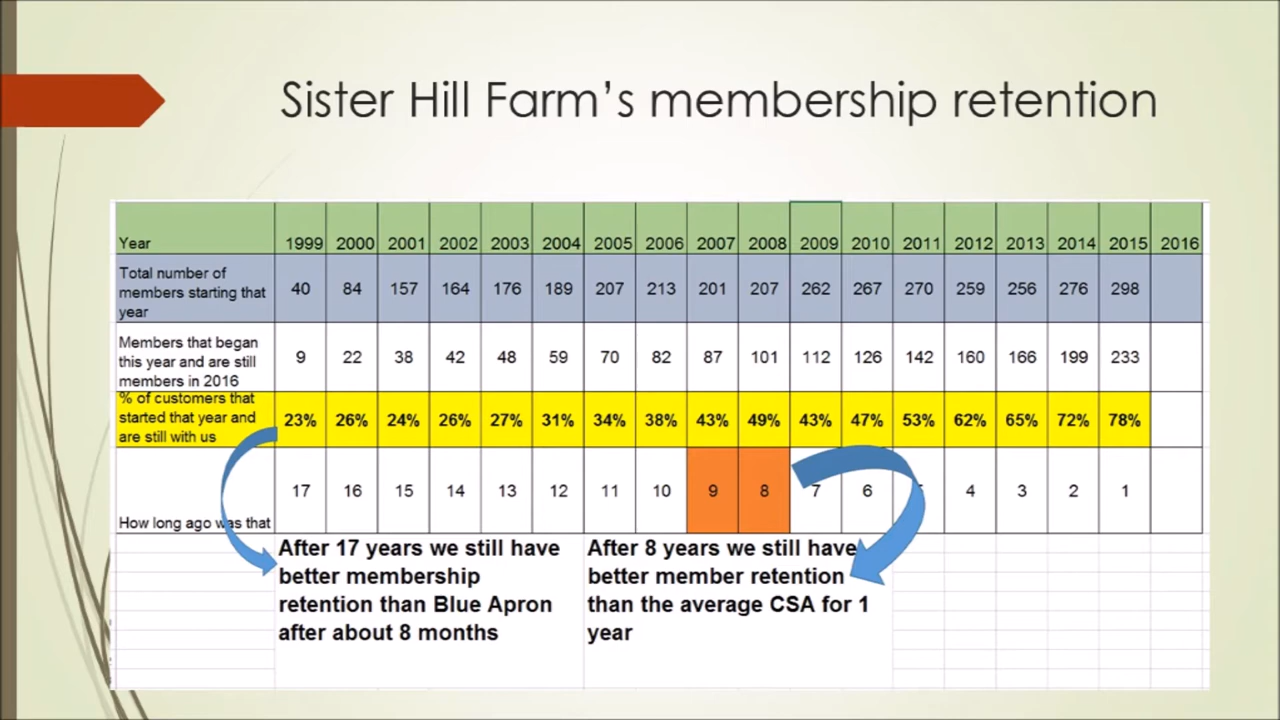 Sister Hill Farm's membership retention
Year 1999 2000 2001 2002 2003 2004 2005 2006 2007 2008 2009 2010 2011 2012 2013 2014 2015 2016
Total number of
members starting that
year
40 84 157 164 176 189 207 213 201 207 262 267 270 259 256 276 298
Members that began
this year and are still
members in 2016
9 22 38 42 48 59 70 82 87 101 112 126 142 160 166 199 233
% of customers that
started that year and
are still with us
23% 26% 24% 26% 27% 31% 34% 38% 43% 49% 43% 47% 53% 62% 65% 72% 78%
How long ago was that
17 16 15 14 13 12 11 10 9 8 7 6 4 3 2 1
After 17 years we still have
better membership
retention than Blue Apron
after about 8 months
After 8 years we still have
better member retention
than the average CSA for 1
year